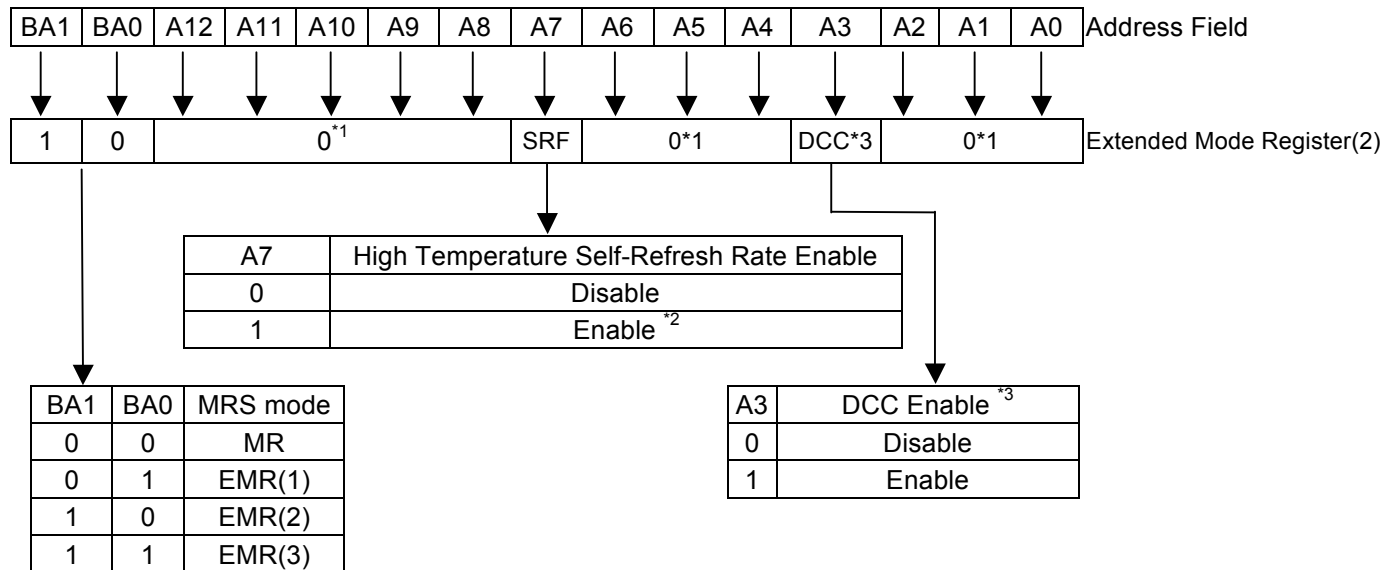 BA1 BA0 A12 A11 A10 A9 A8 A7 A6 A5 A4 A3 A2 A1 A0 Address Field
1 0 0*1 SRF 0*1 DCC*3 0*1 Extended Mode Register(2)
A7 High Temperature Self-Refresh Rate Enable
0 Disable
1 Enable *2
BA1 BA0 MRS mode
0 0 MR
0 1 EMR(1)
1 0 EMR(2)
1 1 EMR(3)
A3 DCC Enable *3
0 Disable
1 Enable